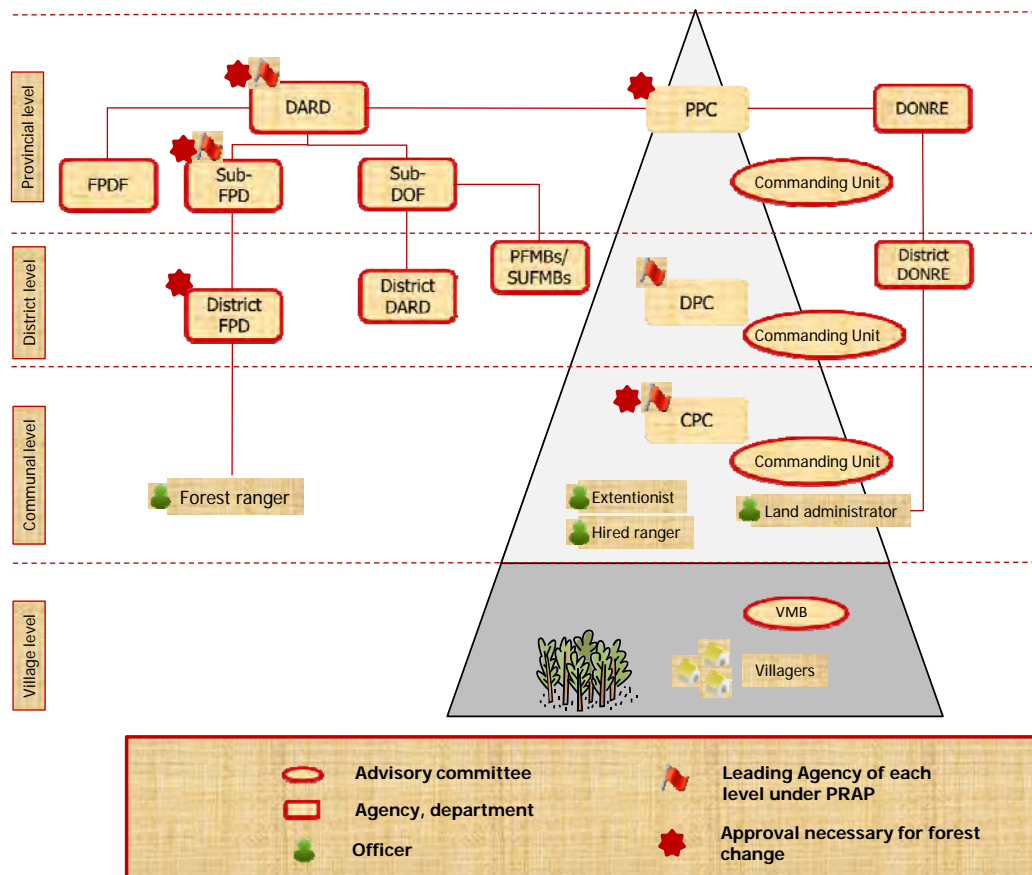 Provincial level
DARD
PPC
DONRE
FPDF
Sub-
FPD
Sub-
DOF
Commanding Unit
District level
PFMBs/
SUFMBs
District
DONRE
District
FPD
District
DARD
DPC
Commanding Unit
Communal level
CPC
Commanding Unit
Forest ranger
Extentionist
Land administrator
Hired ranger
Village level
VMB
Villagers
Advisory committee
Agency, department
Officer
Leading Agency of each
level under PRAP
Approval necessary for forest
change